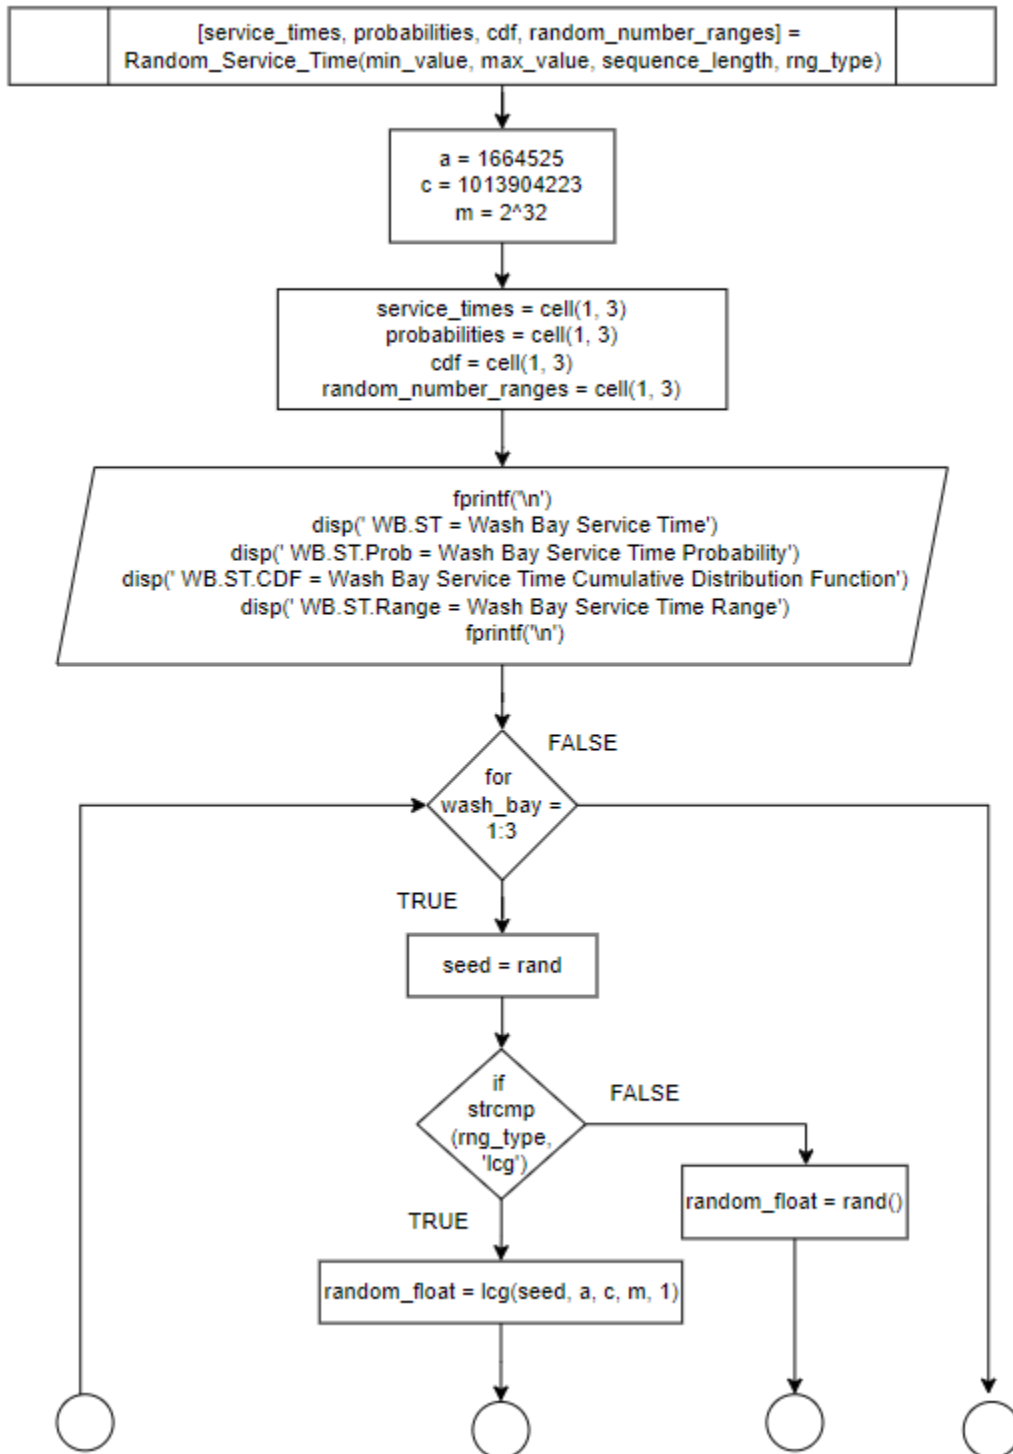 [service_times, probabilities, cdf, random_number_ranges] =
Random_Service_Time(min_value, max_value, sequence_length, rng_type)
a = 1664525
c = 1013904223
m = 2^32
service_times = cell(1, 3)
probabilities = cell(1, 3)
cdf = cell(1, 3)
random_number_ranges = cell(1, 3)
fprintf('\n')
disp(' WB.ST = Wash Bay Service Time')
disp(' WB.ST.Prob = Wash Bay Service Time Probability')
disp(' WB.ST.CDF = Wash Bay Service Time Cumulative Distribution Function')
disp(' WB.ST.Range = Wash Bay Service Time Range')
fprintf('\n')
FALSE
for
wash_bay =
1:3
TRUE
seed = rand
if
strcmp
(rng_type,
'lcg')
FALSE
random_float = rand()
TRUE
random_float = lcg(seed, a, c, m, 1)